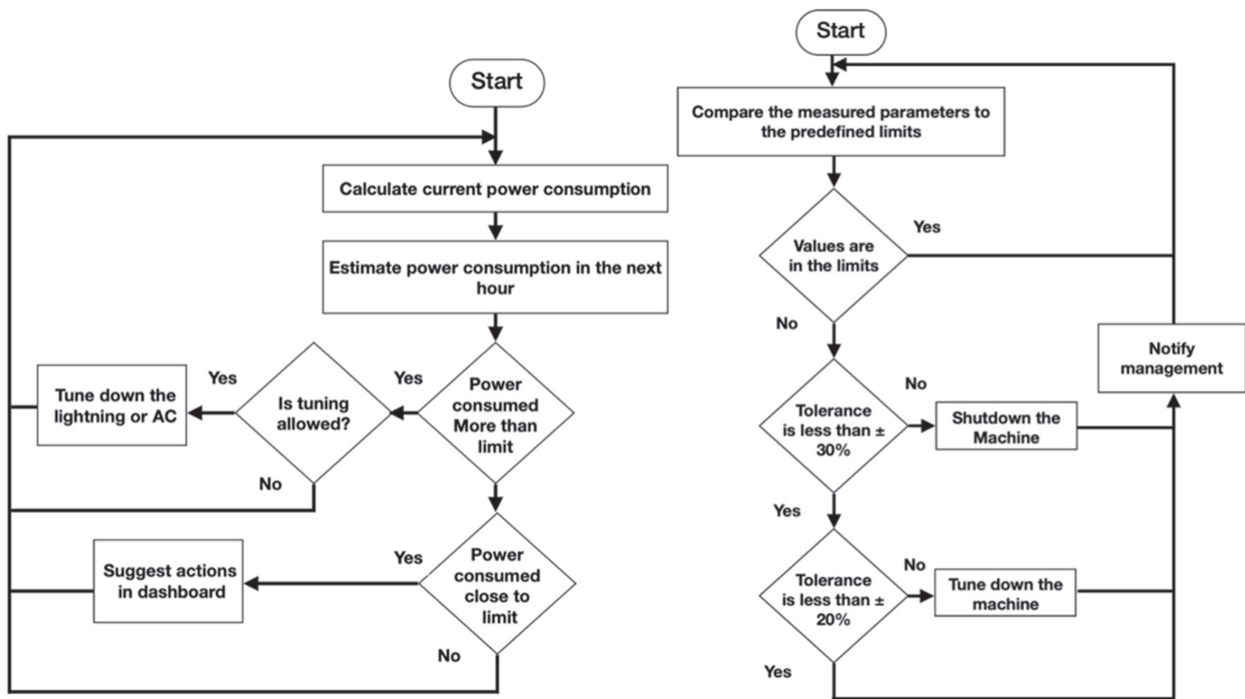 Start
Calculate current power consumption
Estimate power consumption in the next
hour
Power
consumed
More than
limit
Yes
Is tuning
allowed?
Yes
Tune down the
lightning or AC
No
Power
consumed
close to
limit
Yes
Suggest actions
in dashboard
No
Start
Compare the measured parameters to
the predefined limits
Values are
in the limits
Yes
No
Tolerance
is less than ±
30%
No
Shutdown the
Machine
Notify
management
Yes
Tolerance
is less than ±
20%
No
Tune down the
machine
Yes